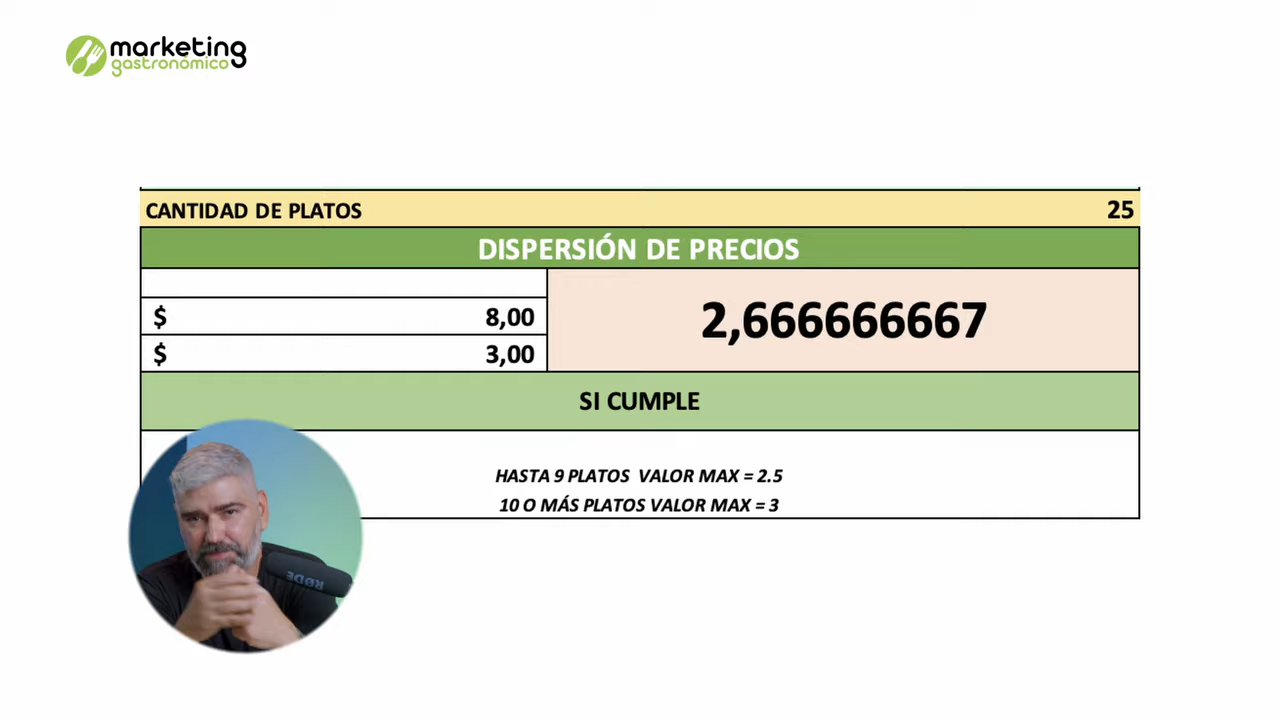 marketing
gastronómico
CANTIDAD DE PLATOS 25
DISPERSIÓN DE PRECIOS
$ 8,00
2,666666667
$ 3,00
SI CUMPLE
HASTA 9 PLATOS VALOR MAX = 2.5
10 O MÁS PLATOS VALOR MAX = 3
RØDE